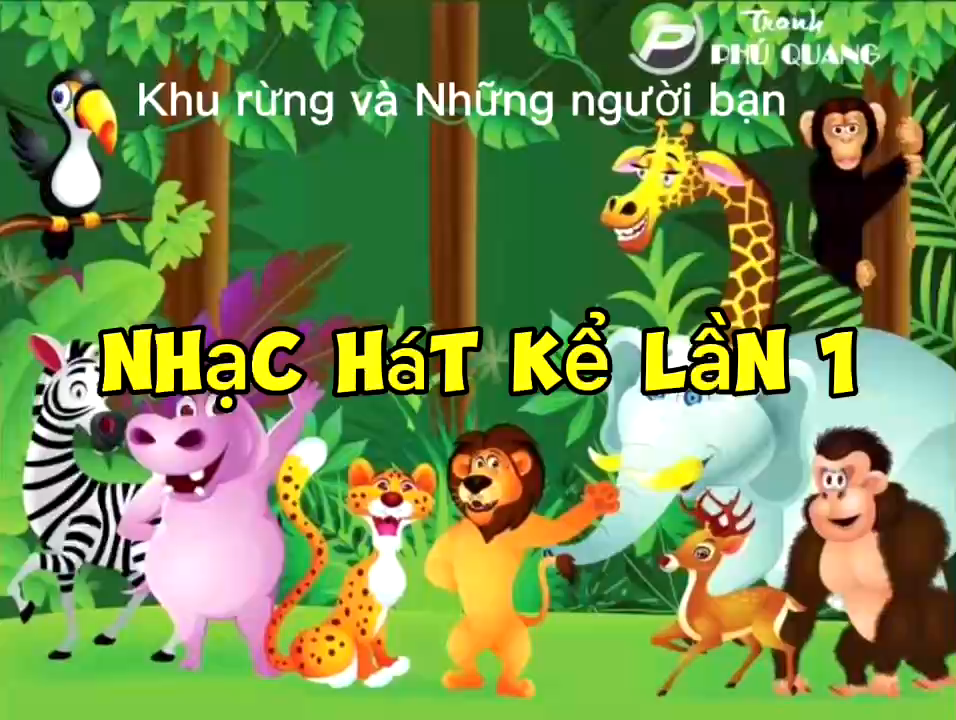 Tranh
PHÚ QUANG
Khu rừng và Những người bạn
NHẠC HÁT KỂ LẦN 1